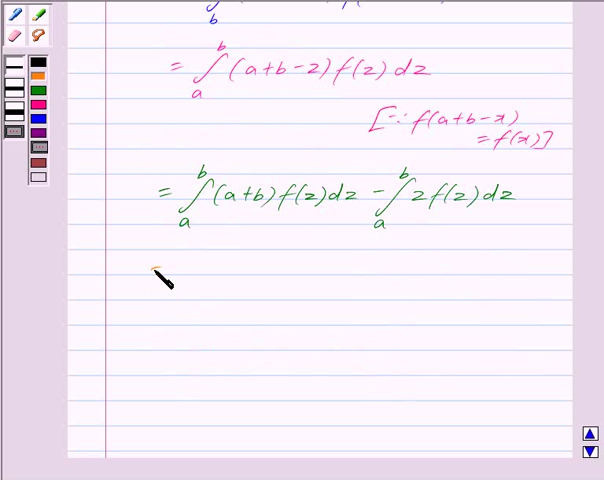 b
= ∫_a^b (a+b-z) f(z) dz
[∵ f(a+b-x)
= f(x)]
= ∫_a^b (a+b) f(z) dz - ∫_a^b z f(z) dz